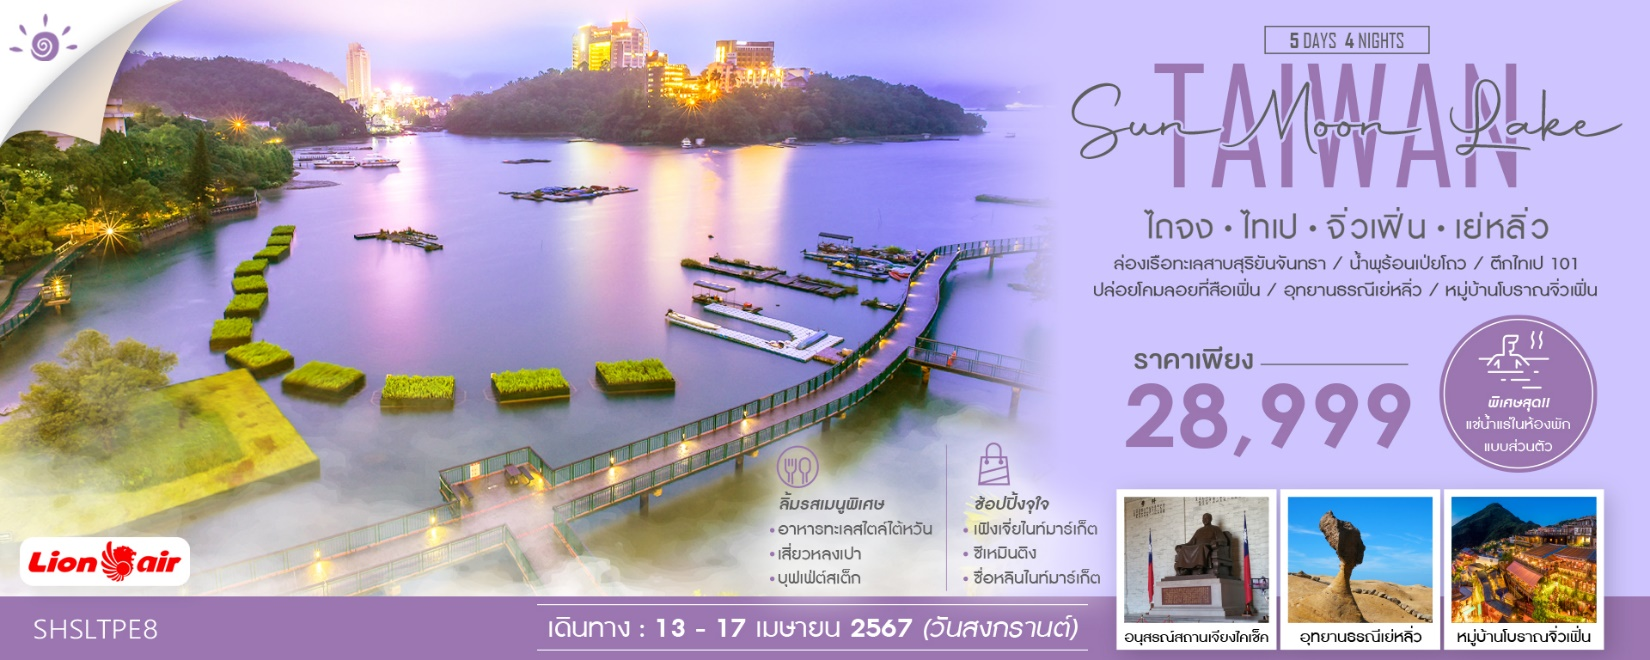 5 DAYS 4 NIGHTS
TAIWAN
Sun Moon Lake
ไถจง • ไทเป • จิ่วเฟิ่น • เย่หลิ่ว
ล่องเรือทะเลสาบสุริยันจันทรา / น้ำพุร้อนเป่ยโถว / ตึกไทเป 101
ปล่อยโคมลอยที่สือเฟิ่น / อุทยานธรณีเย่หลิ่ว / หมู่บ้านโบราณจิ่วเฟิ่น
ราคาเพียง
28,999
พิเศษสุด!!
แช่น้ำแร่ในห้องพัก
แบบส่วนตัว
ลิ้มรสเมนูพิเศษ
• อาหารทะเลสไตล์ไต้หวัน
• เสี่ยวหลงเปา
• บุฟเฟ่ต์สเต็ก
ช้อปปิ้งจุใจ
• เฟิงเจี่ยไนท์มาร์เก็ต
• ซีเหมินติง
• ซื่อหลินไนท์มาร์เก็ต
Lion air
SHSLTPE8
เดินทาง : 13 - 17 เมษายน 2567 (วันสงกรานต์)
อนุสรณ์สถานเจียงไคเช็ค
อุทยานธรณีเย่หลิ่ว
หมู่บ้านโบราณจิ่วเฟิ่น